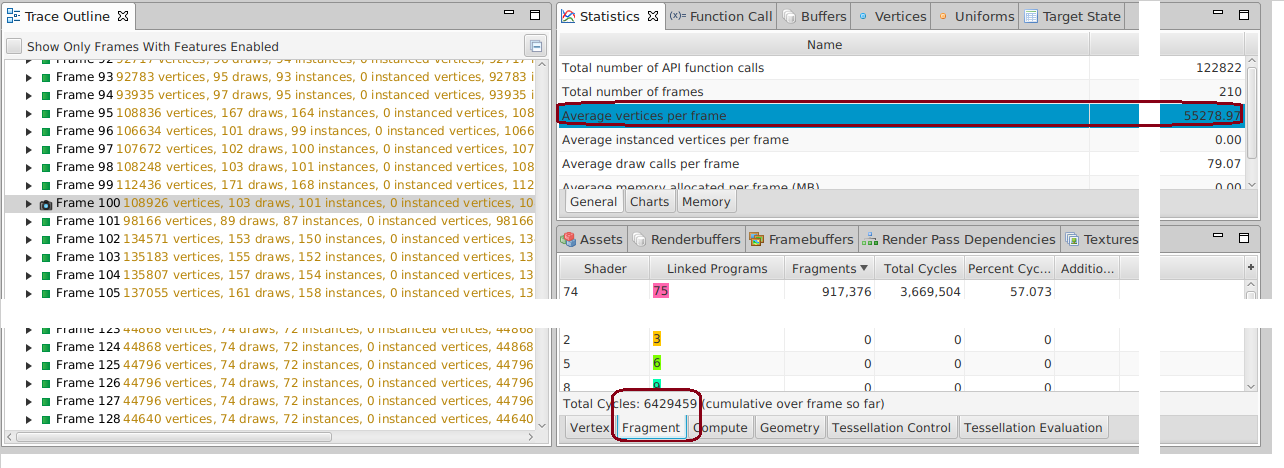 Trace Outline
Show Only Frames With Features Enabled
Frame 92 92717 vertices, 96 draws, 94 instances, 0 instanced vertices, 92717 i
Frame 93 92783 vertices, 95 draws, 93 instances, 0 instanced vertices, 92783 i
Frame 94 93935 vertices, 97 draws, 95 instances, 0 instanced vertices, 93935 i
Frame 95 108836 vertices, 167 draws, 164 instances, 0 instanced vertices, 108
Frame 96 106634 vertices, 101 draws, 99 instances, 0 instanced vertices, 1066
Frame 97 107672 vertices, 102 draws, 100 instances, 0 instanced vertices, 107
Frame 98 108248 vertices, 103 draws, 101 instances, 0 instanced vertices, 108
Frame 99 112436 vertices, 171 draws, 168 instances, 0 instanced vertices, 112
Frame 100 108926 vertices, 103 draws, 101 instances, 0 instanced vertices, 10
Frame 101 98166 vertices, 89 draws, 87 instances, 0 instanced vertices, 98166
Frame 102 134571 vertices, 153 draws, 150 instances, 0 instanced vertices, 13
Frame 103 135183 vertices, 155 draws, 152 instances, 0 instanced vertices, 13
Frame 104 135807 vertices, 157 draws, 154 instances, 0 instanced vertices, 13
Frame 105 137055 vertices, 161 draws, 158 instances, 0 instanced vertices, 13
Frame 123 44868 vertices, 74 draws, 72 instances, 0 instanced vertices, 44868
Frame 124 44868 vertices, 74 draws, 72 instances, 0 instanced vertices, 44868
Frame 125 44796 vertices, 74 draws, 72 instances, 0 instanced vertices, 44796
Frame 126 44796 vertices, 74 draws, 72 instances, 0 instanced vertices, 44796
Frame 127 44796 vertices, 74 draws, 72 instances, 0 instanced vertices, 44796
Frame 128 44640 vertices, 74 draws, 72 instances, 0 instanced vertices, 44640
Statistics (x)= Function Call Buffers Vertices Uniforms Target State
Name
Total number of API function calls 122822
Total number of frames 210
Average vertices per frame 55278.97
Average instanced vertices per frame 0.00
Average draw calls per frame 79.07
Average memory allocated per frame (MB) 0.00
General Charts Memory
Assets Renderbuffers Framebuffers Render Pass Dependencies Textures
Shader Linked Programs Fragments Total Cycles Percent Cyc... Additio...
74 75 917,376 3,669,504 57.073
2 3 0 0 0
5 6 0 0 0
8 9 0 0 0
Total Cycles: 6429459 (cumulative over frame so far)
Vertex Fragment Compute Geometry Tessellation Control Tessellation Evaluation